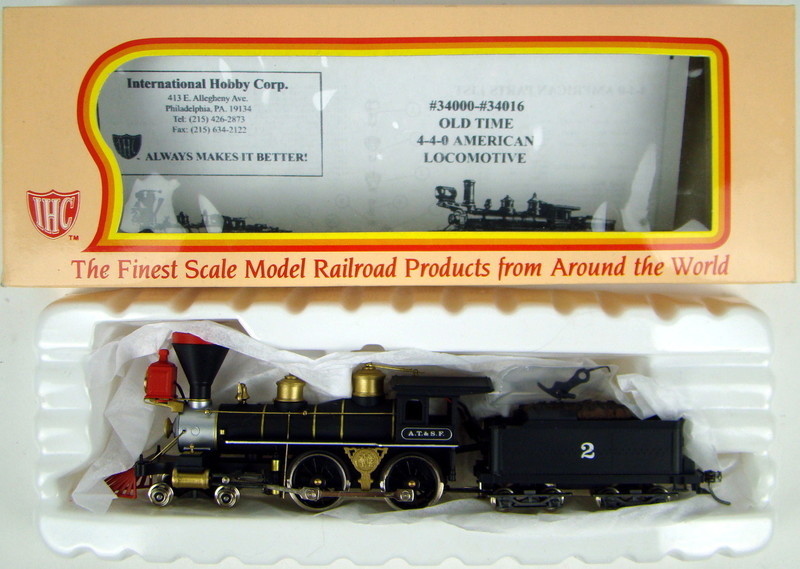 International Hobby Corp.
413 E. Allegheny Ave.
Philadelphia, PA. 19134
Tel: (215) 426-2873
Fax: (215) 634-2122
IHC. ALWAYS MAKES IT BETTER!
#34000-#34016
OLD TIME
4-4-0 AMERICAN
LOCOMOTIVE
IHC
TM
The Finest Scale Model Railroad Products from Around the World
A.T.& S.F.
2